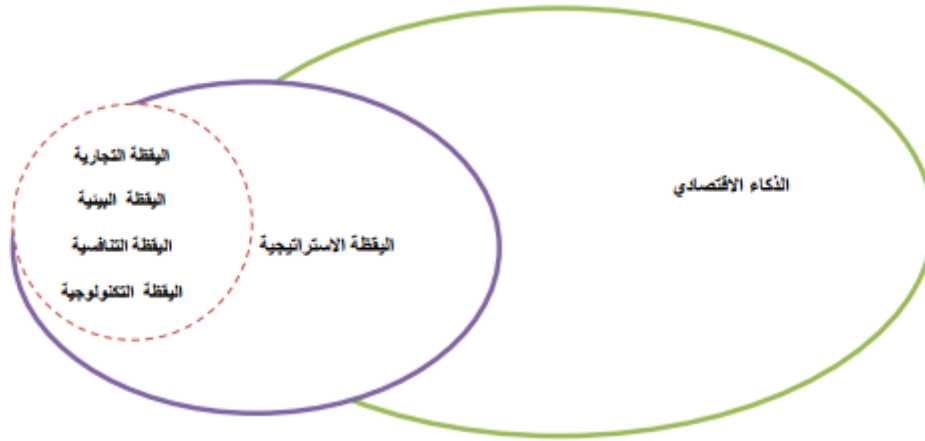 اليقظة التجارية
اليقظة البيئية
اليقظة التنافسية
اليقظة التكنولوجية
اليقظة الاستراتيجية
الذكاء الاقتصادي